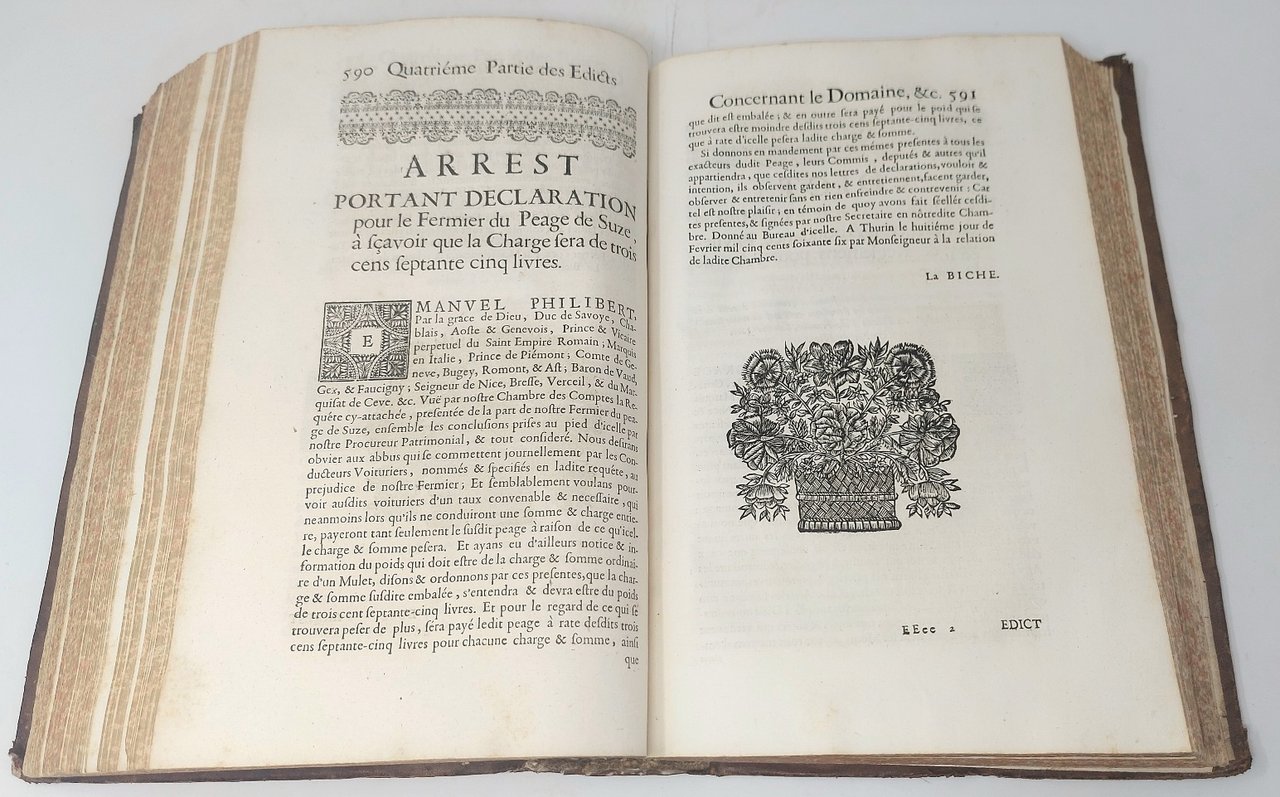 590 Quatriéme Partie des Edicts
ARREST
PORTANT DECLARATION
pour le Fermier du Peage de Suze,
à sçavoir que la Charge sera de trois
cens septante cinq livres.
EMANVEL PHILIBERT,
Par la grace de Dieu, Duc de Savoye, Cha-
blais, Aoste & Genevois, Prince & Vicaire
perpetuel du Saint Empire Romain; Marquis
en Italie, Prince de Piémont; Comte de Ge-
neve, Bugey, Romont, & Ast; Baron de Vaud,
Gex, & Faucigny; Seigneur de Nice, Bresse, Verceil, & du Mar-
quisat de Ceve. &c. Vuë par nostre Chambre des Comptes la Re-
quéte cy-attachée, presentée de la part de nostre Fermier du pea-
ge de Suze, ensemble les conclusions prises au pied d'icelle par
nostre Procureur Patrimonial, & tout consideré. Nous desirans
obvier aux abbus qui se commettent journellement par les Con-
ducteurs Voituriers, nommés & specifiés en ladite requéte, au
prejudice de nostre Fermier; Et semblablement voulans pour-
voir ausdits voituriers d'un taux convenable & necessaire, qui
neanmoins lors qu'ils ne conduiront une somme & charge entie-
re, payeront tant seulement le susdit peage à raison de ce qu'icel-
le charge & somme pesera. Et ayans eu d'ailleurs notice & in-
formation du poids qui doit estre de la charge & somme ordinai-
re d'un Mulet, disons & ordonnons par ces presentes, que la char-
ge & somme susdite embalée, s'entendra & devra estre du poids
de trois cent septante-cinq livres. Et pour le regard de ce qui se
trouvera peser de plus, sera payé ledit peage à rate desdits trois
cens septante-cinq livres pour chacune charge & somme, ainsi
que
Concernant le Domaine, &c. 591
que dit est embalée; & en outre sera payé pour le poid qui se
trouvera estre moindre desdits trois cens septante-cinq livres, ce
que à rate d'icelle pesera ladite charge & somme.
Si donnons en mandement par ces mémes presentes à tous les
exacteurs dudit Peage, leurs Commis, deputés & autres qu'il
appartiendra, que cesdites nos lettres de declarations, vouloir &
intention, ils observent gardent, & entretiennent, facent garder,
observer & entretenir sans en rien enfreindre & contrevenir: Car
tel est nostre plaisir; en témoin de quoy avons fait séellér cesdi-
tes presentes, & signées par nostre Secretaire en nôtredite Cham-
bre. Donné au Bureau d'icelle. A Thurin le huitiéme jour de
Fevrier mil cinq cents soixante six par Monseigneur à la relation
de ladite Chambre.
La BICHE.
EEee 2 EDICT